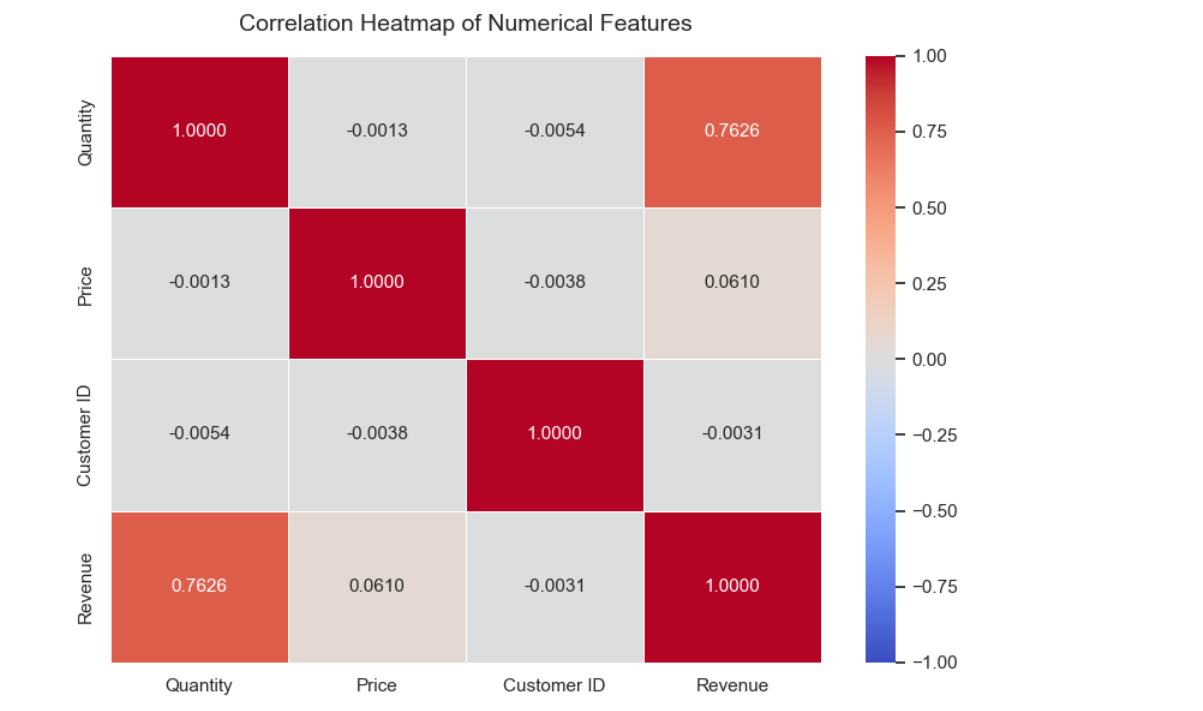 Correlation Heatmap of Numerical Features
Quantity
1.0000
-0.0013
-0.0054
0.7626
Price
-0.0013
1.0000
-0.0038
0.0610
Customer ID
-0.0054
-0.0038
1.0000
-0.0031
Revenue
0.7626
0.0610
-0.0031
1.0000
Quantity
Price
Customer ID
Revenue
1.00
0.75
0.50
0.25
0.00
−0.25
−0.50
−0.75
−1.00